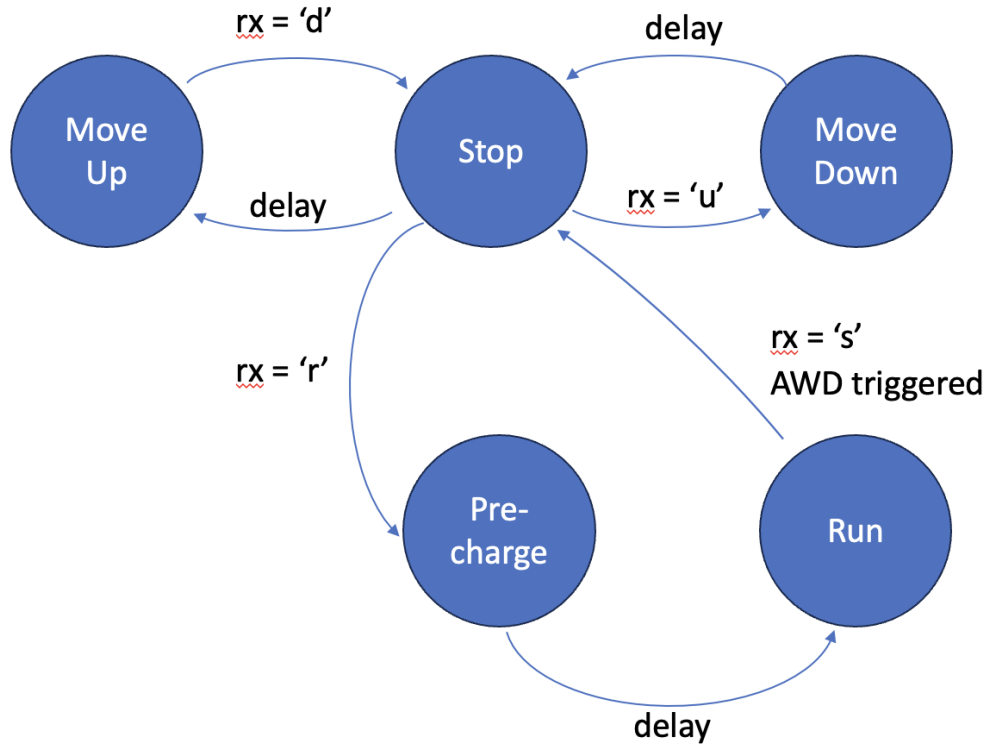 rx = ‘d’
delay
Move
Up
Stop
Move
Down
delay
rx = ‘u’
rx = ‘r’
rx = ‘s’
AWD triggered
Pre-
charge
Run
delay